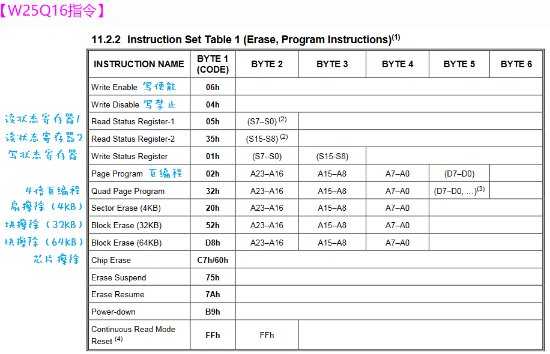 【W25Q16指令】
11.2.2 Instruction Set Table 1 (Erase, Program Instructions)(1)
INSTRUCTION NAME BYTE 1 (CODE) BYTE 2 BYTE 3 BYTE 4 BYTE 5 BYTE 6
Write Enable 写使能 06h
Write Disable 写禁止 04h
读状态寄存器1 Read Status Register-1 05h (S7–S0) (2)
读状态寄存器2 Read Status Register-2 35h (S15-S8) (2)
写状态寄存器 Write Status Register 01h (S7–S0) (S15-S8)
Page Program 页编程 02h A23–A16 A15–A8 A7–A0 (D7–D0)
4倍页编程 Quad Page Program 32h A23–A16 A15–A8 A7–A0 (D7–D0, …)(3)
扇擦除（4KB） Sector Erase (4KB) 20h A23–A16 A15–A8 A7–A0
块擦除（32KB） Block Erase (32KB) 52h A23–A16 A15–A8 A7–A0
块擦除（64KB） Block Erase (64KB) D8h A23–A16 A15–A8 A7–A0
芯片擦除 Chip Erase C7h/60h
Erase Suspend 75h
Erase Resume 7Ah
Power-down B9h
Continuous Read Mode Reset (4) FFh FFh